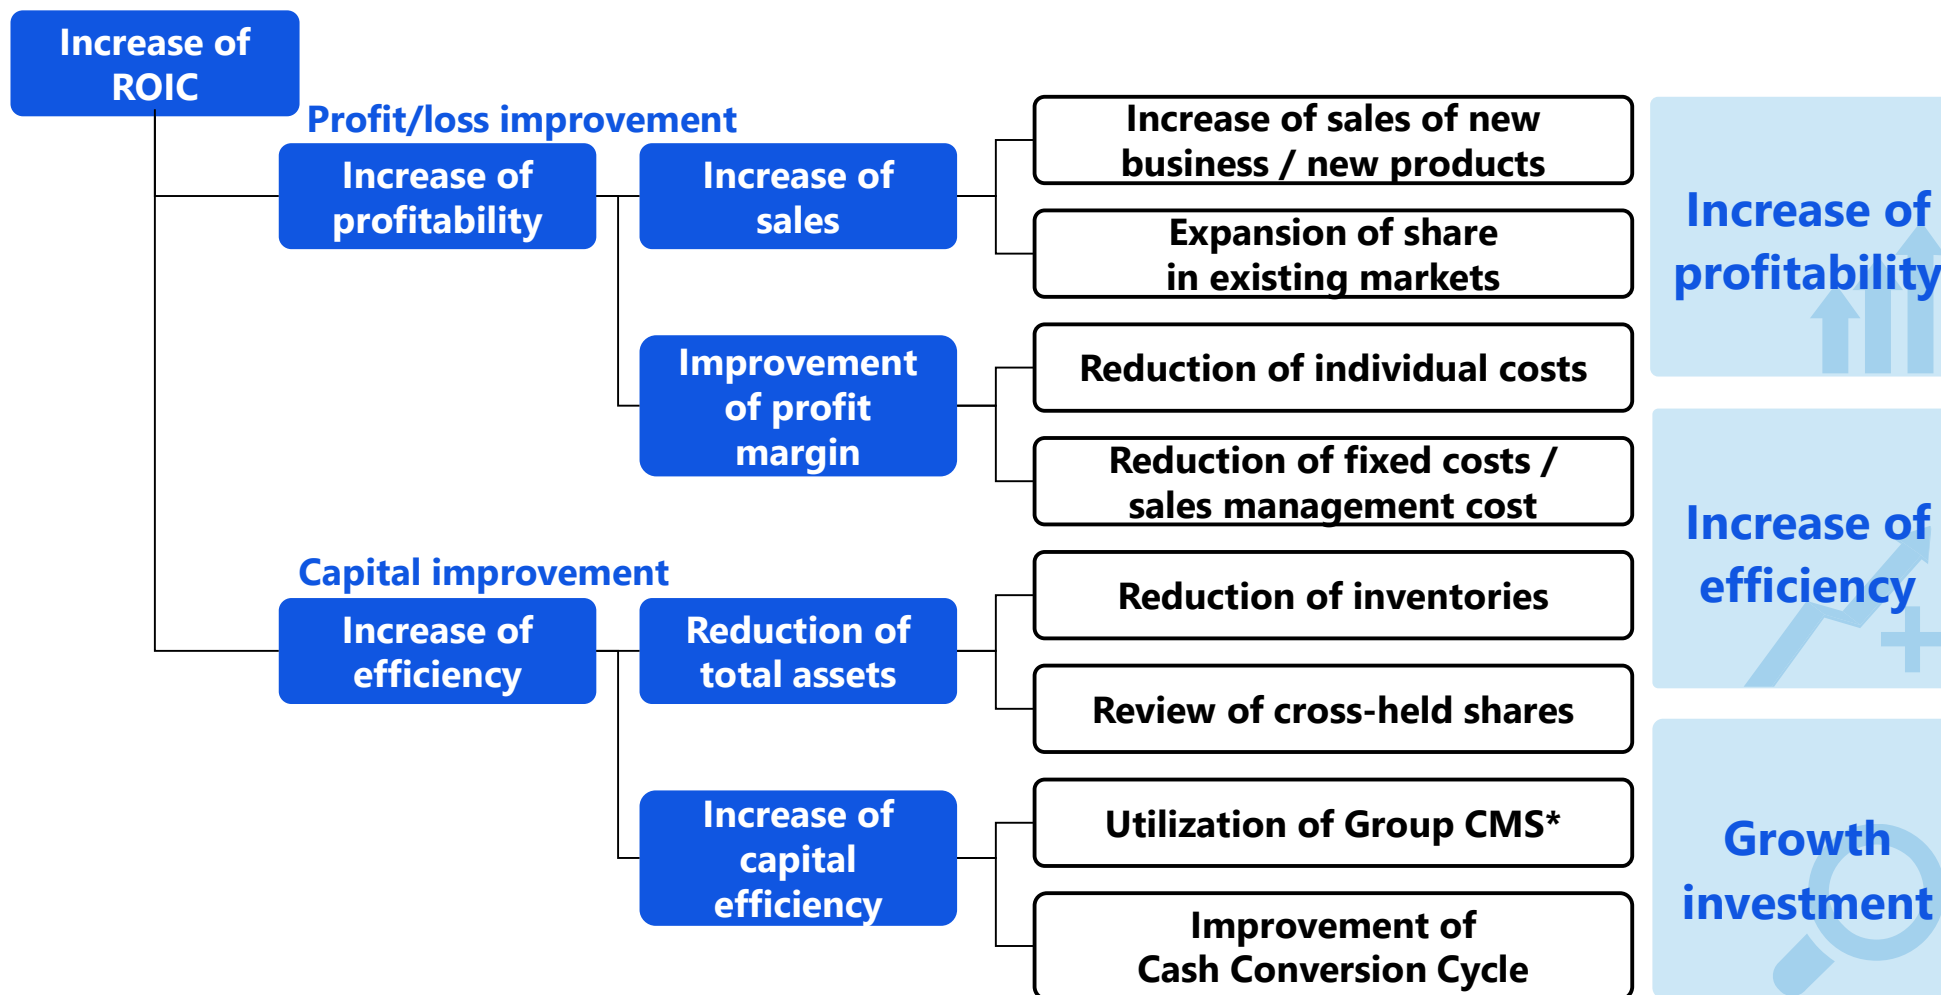 Increase of
ROIC
Profit/loss improvement
Increase of
profitability
Increase of
sales
Increase of sales of new
business / new products
Expansion of share
in existing markets
Improvement
of profit
margin
Reduction of individual costs
Reduction of fixed costs /
sales management cost
Capital improvement
Increase of
efficiency
Reduction of
total assets
Reduction of inventories
Review of cross-held shares
Increase of
capital
efficiency
Utilization of Group CMS*
Improvement of
Cash Conversion Cycle
Increase of
profitability
Increase of
efficiency
Growth
investment